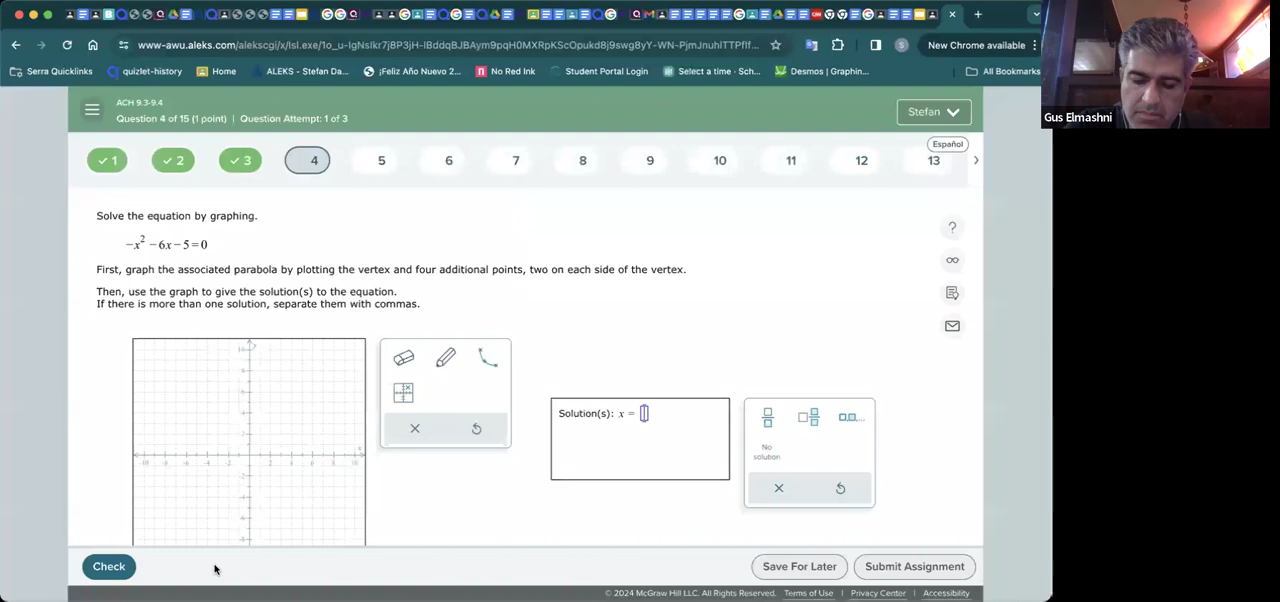 www-awu.aleks.com/alekscgi/x/lsl.exe/1o_u-IgNsIkr7j8P3jH-IBddqBJBAym9pqH0MXRpKScOpukd8j9swg8yY-WN-PjmJnuhlTTPflf...
New Chrome available
Serra Quicklinks
quizlet-history
Home
ALEKS - Stefan Da...
¡Feliz Año Nuevo 2...
No Red Ink
Student Portal Login
Select a time · Sch...
Desmos | Graphin...
All Bookmarks
Gus Elmashni
ACH 9.3-9.4
Question 4 of 15 (1 point) | Question Attempt: 1 of 3
Stefan
Español
1 2 3 4 5 6 7 8 9 10 11 12 13
Solve the equation by graphing.
−x² − 6x − 5 = 0
First, graph the associated parabola by plotting the vertex and four additional points, two on each side of the vertex.
Then, use the graph to give the solution(s) to the equation.
If there is more than one solution, separate them with commas.
Solution(s): x =
No
solution
Check
Save For Later
Submit Assignment
© 2024 McGraw Hill LLC. All Rights Reserved. Terms of Use | Privacy Center | Accessibility